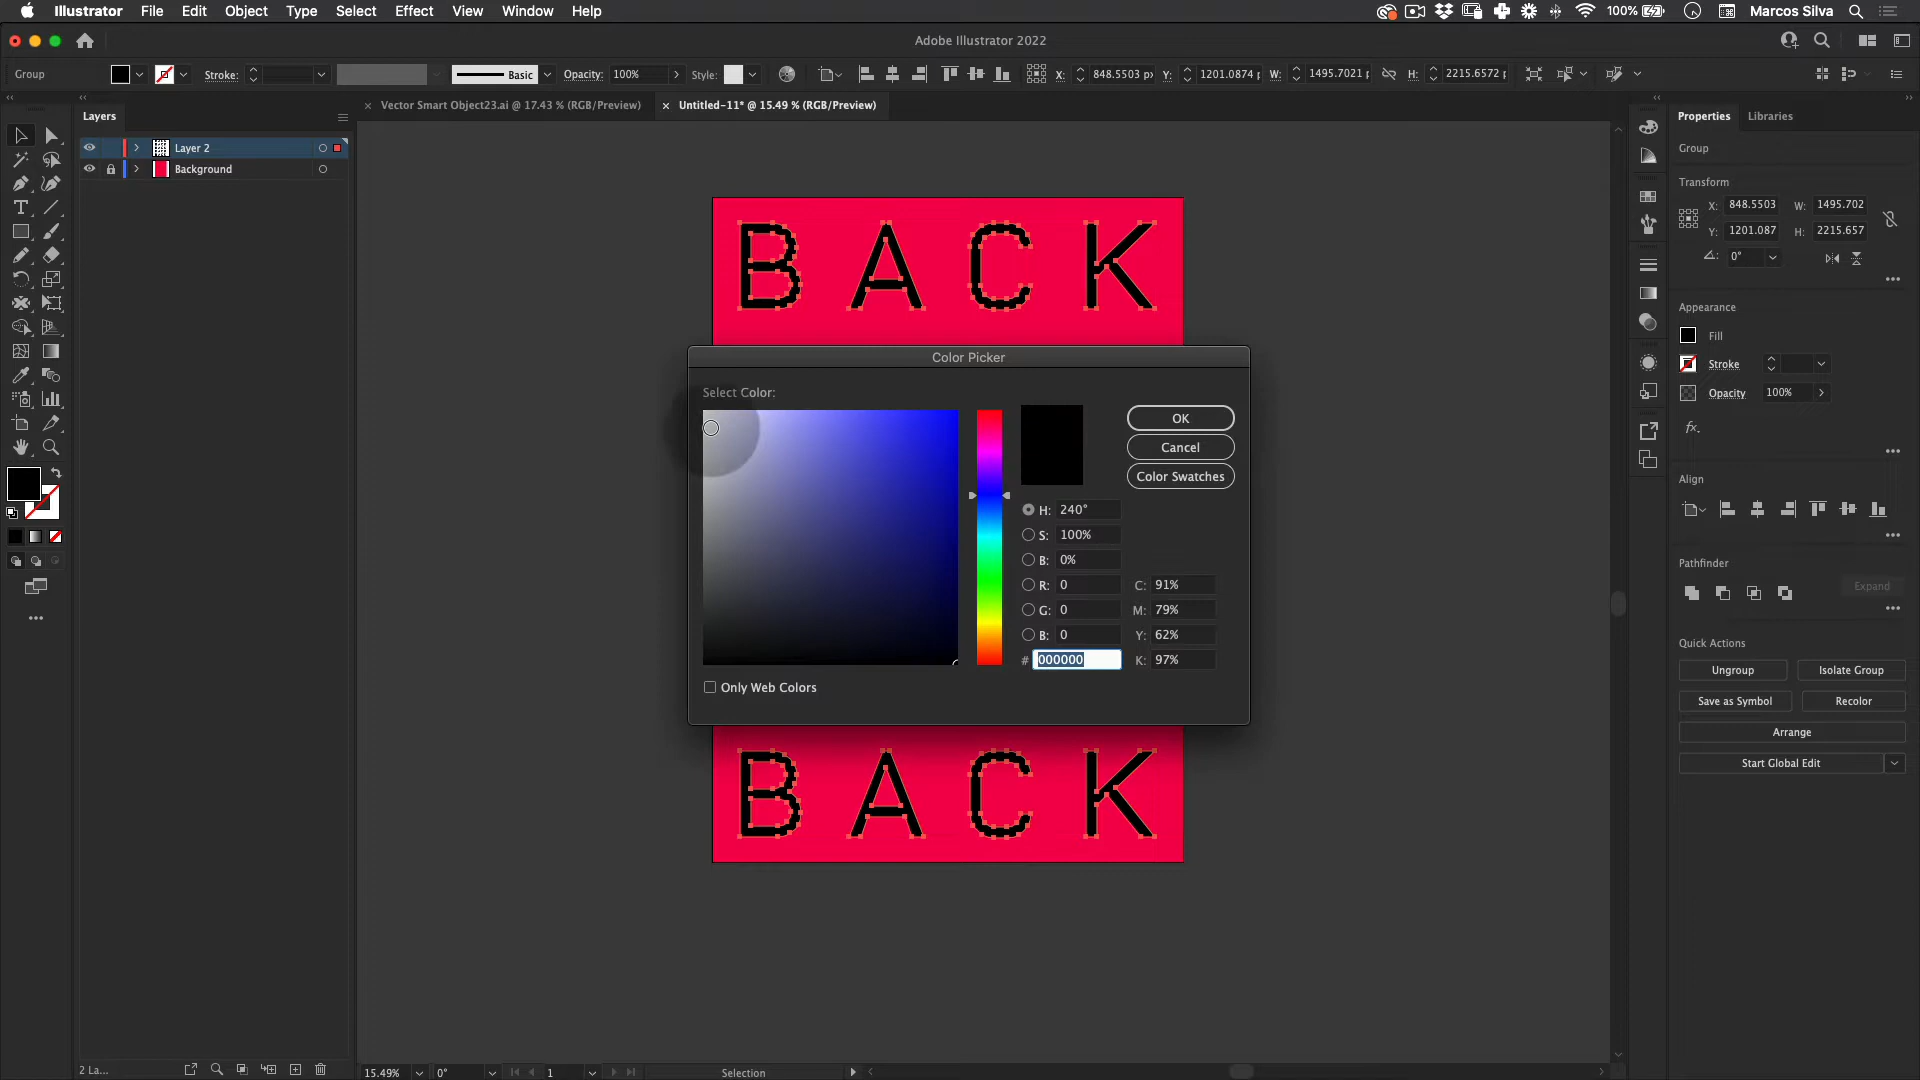 Illustrator File Edit Object Type Select Effect View Window Help 100% Marcos Silva
Adobe Illustrator 2022
Group Stroke: Basic Opacity: 100% Style: X: 848.5503 px Y: 1201.0874 p W: 1495.7021 p H: 2215.6572 p
Layers
× Vector Smart Object23.ai @ 17.43 % (RGB/Preview) × Untitled-11* @ 15.49 % (RGB/Preview)
Properties Libraries
Layer 2
Background
Group
Transform
X: 848.5503 W: 1495.702
Y: 1201.087 H: 2215.657
0°
Appearance
Fill
Stroke
Opacity 100%
fx.
Align
Pathfinder
Expand
Quick Actions
Ungroup Isolate Group
Save as Symbol Recolor
Arrange
Start Global Edit
BACK
Color Picker
Select Color:
OK
Cancel
Color Swatches
H: 240°
S: 100%
B: 0%
R: 0 C: 91%
G: 0 M: 79%
B: 0 Y: 62%
# 000000 K: 97%
Only Web Colors
BACK
2 La... 15.49% 0° 1 Selection